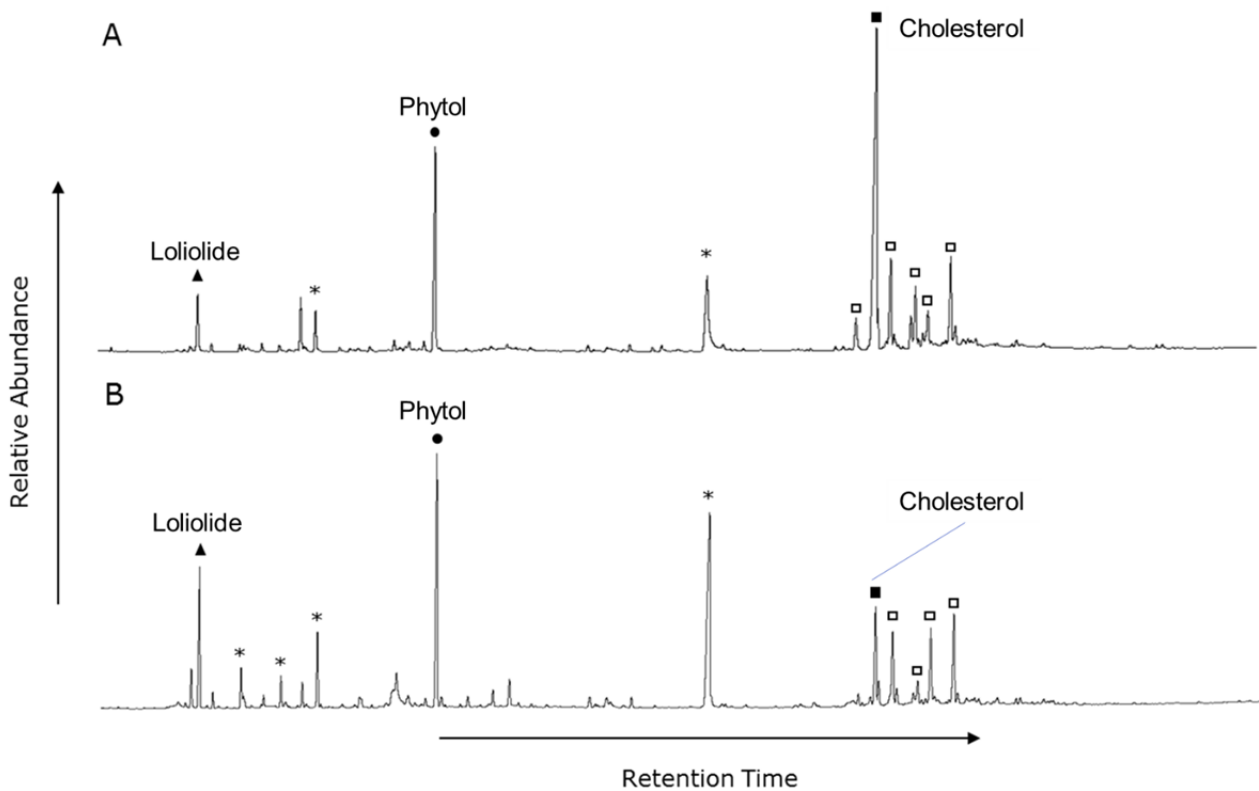 A
Cholesterol
Phytol
*
Loliolide
*
Relative Abundance
B
Phytol
*
Cholesterol
Loliolide
*
*
*
Retention Time